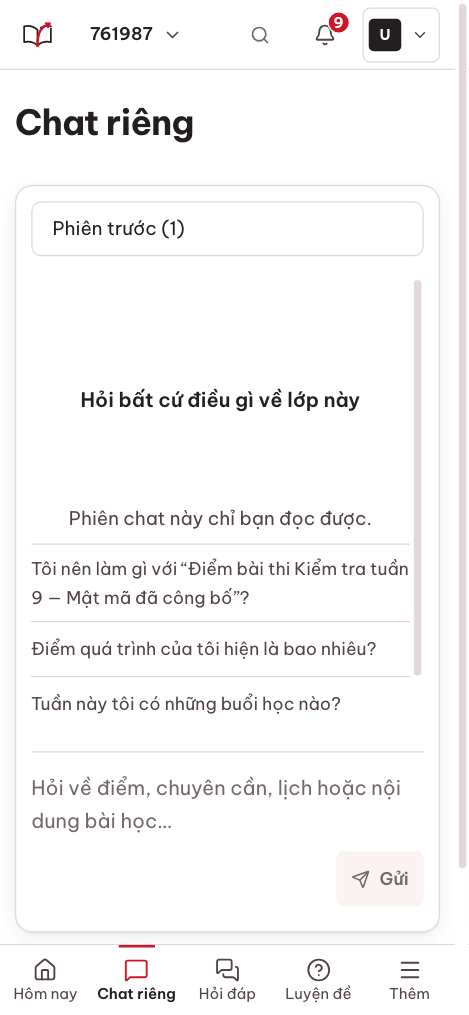 761987
9
U
Chat riêng
Phiên trước (1)
Hỏi bất cứ điều gì về lớp này
Phiên chat này chỉ bạn đọc được.
Tôi nên làm gì với “Điểm bài thi Kiểm tra tuần
9 — Mật mã đã công bố”?
Điểm quá trình của tôi hiện là bao nhiêu?
Tuần này tôi có những buổi học nào?
Hỏi về điểm, chuyên cần, lịch hoặc nội
dung bài học...
Gửi
Hôm nay
Chat riêng
Hỏi đáp
Luyện đề
Thêm